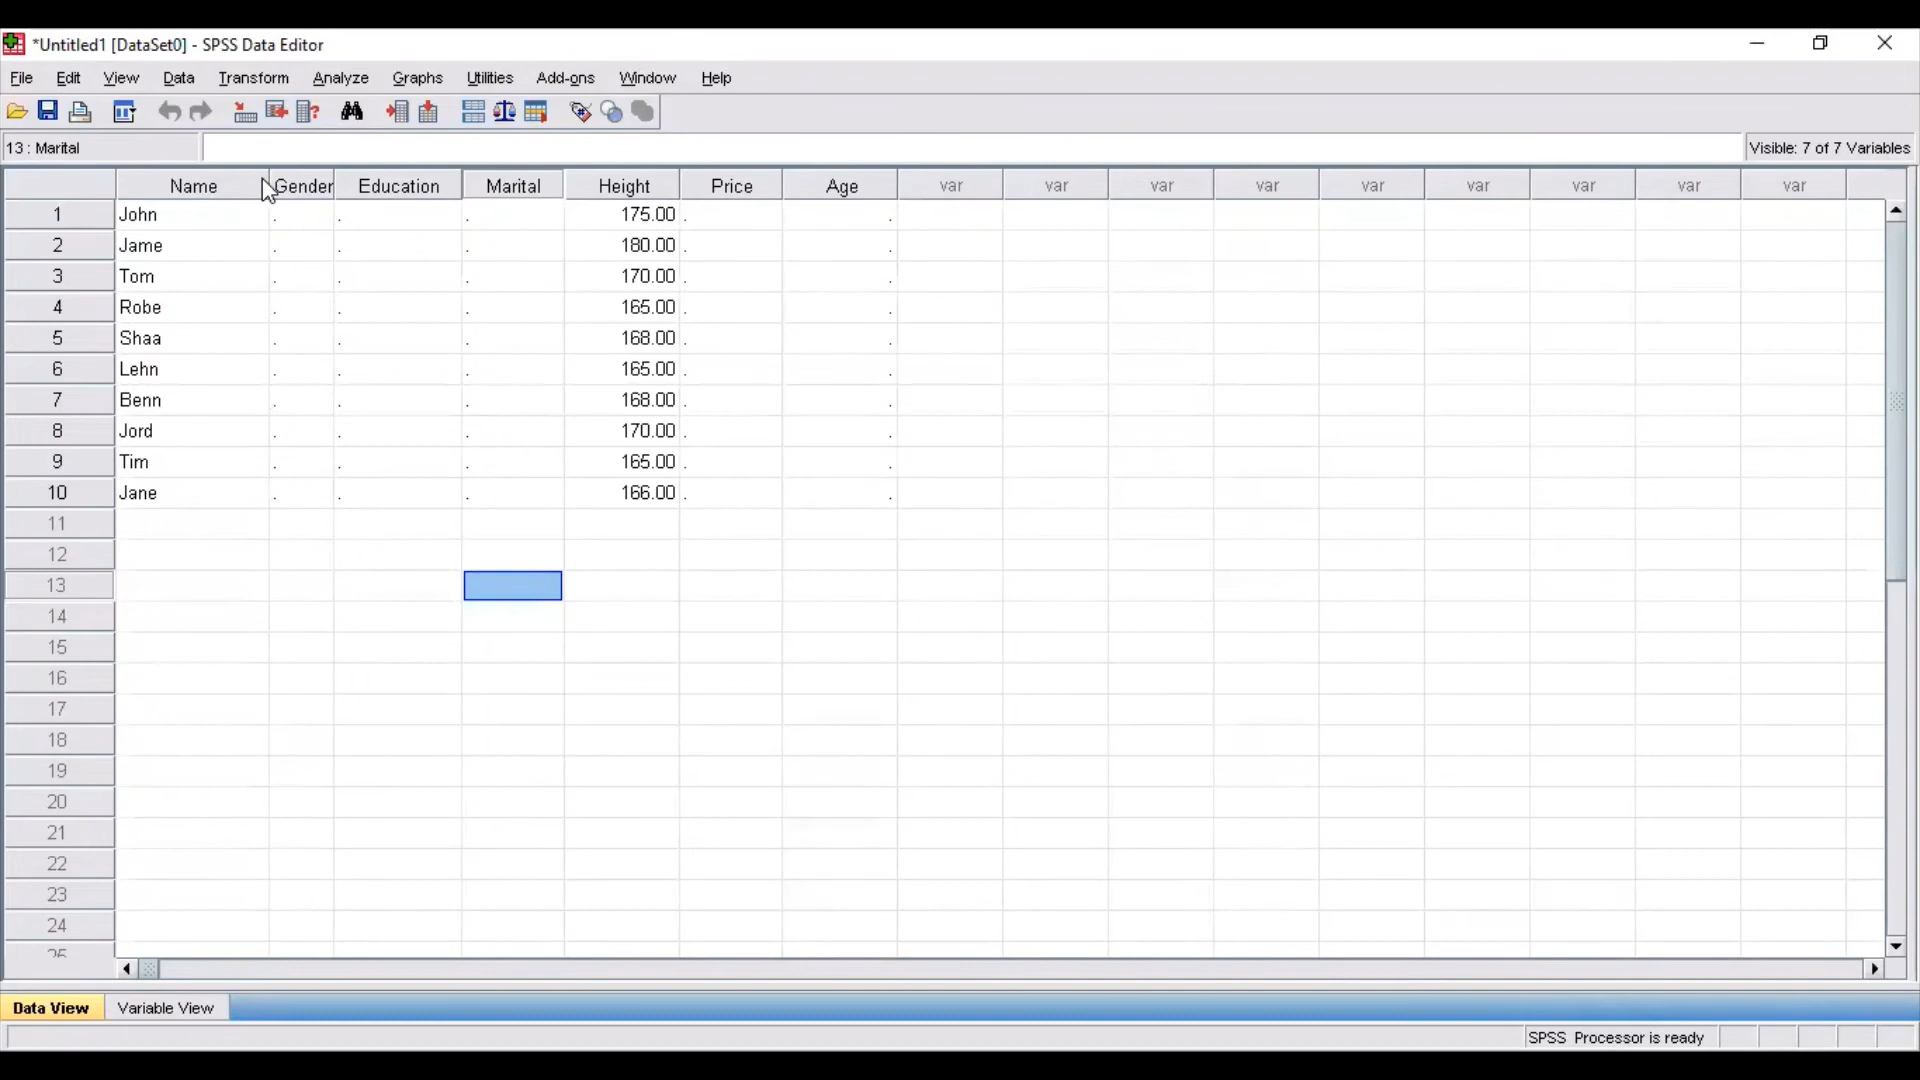 *Untitled1 [DataSet0] - SPSS Data Editor
File Edit View Data Transform Analyze Graphs Utilities Add-ons Window Help
13 : Marital Visible: 7 of 7 Variables
Name Gender Education Marital Height Price Age var var var var var var var var var
1 John . . . 175.00 . .
2 Jame . . . 180.00 . .
3 Tom . . . 170.00 . .
4 Robe . . . 165.00 . .
5 Shaa . . . 168.00 . .
6 Lehn . . . 165.00 . .
7 Benn . . . 168.00 . .
8 Jord . . . 170.00 . .
9 Tim . . . 165.00 . .
10 Jane . . . 166.00 . .
11
12
13
14
15
16
17
18
19
20
21
22
23
24
25
Data View Variable View
SPSS Processor is ready